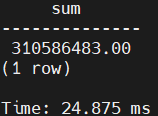 sum
--------------
310586483.00
(1 row)
Time: 24.875 ms